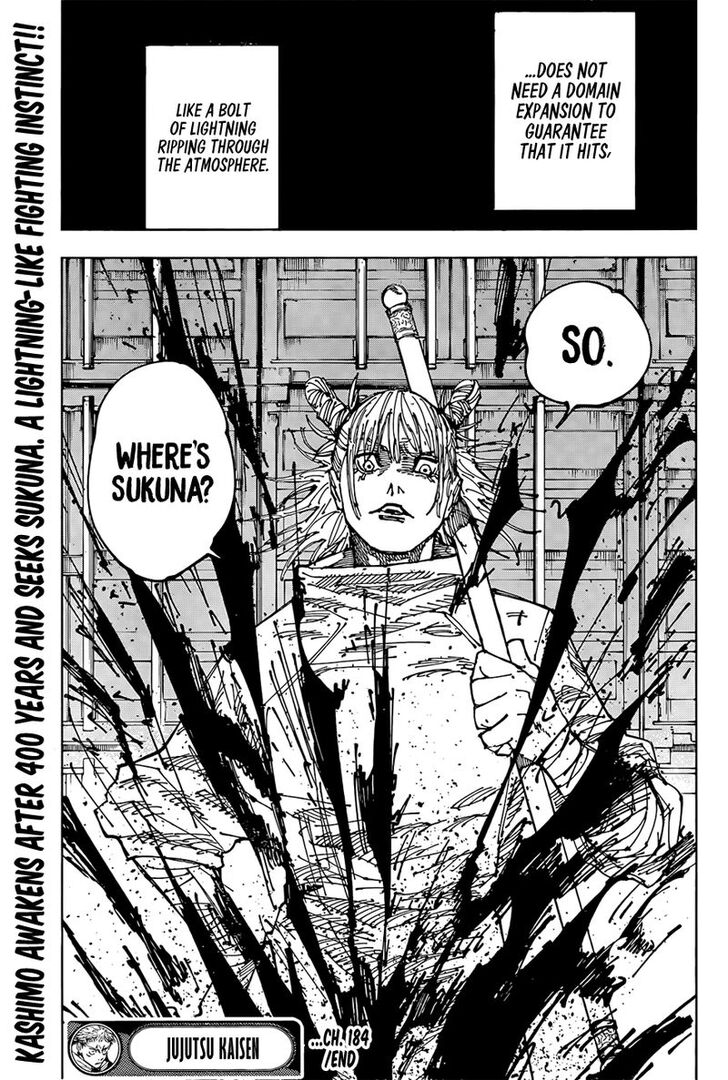 ...DOES NOT
NEED A DOMAIN
EXPANSION TO
GUARANTEE
THAT IT HITS,
LIKE A BOLT
OF LIGHTNING
RIPPING THROUGH
THE ATMOSPHERE.
SO.
WHERE'S
SUKUNA?
KASHIMO AWAKENS AFTER 400 YEARS AND SEEKS SUKUNA. A LIGHTNING-LIKE FIGHTING INSTINCT!!
JUJUTSU KAISEN
...CH. 184
/END